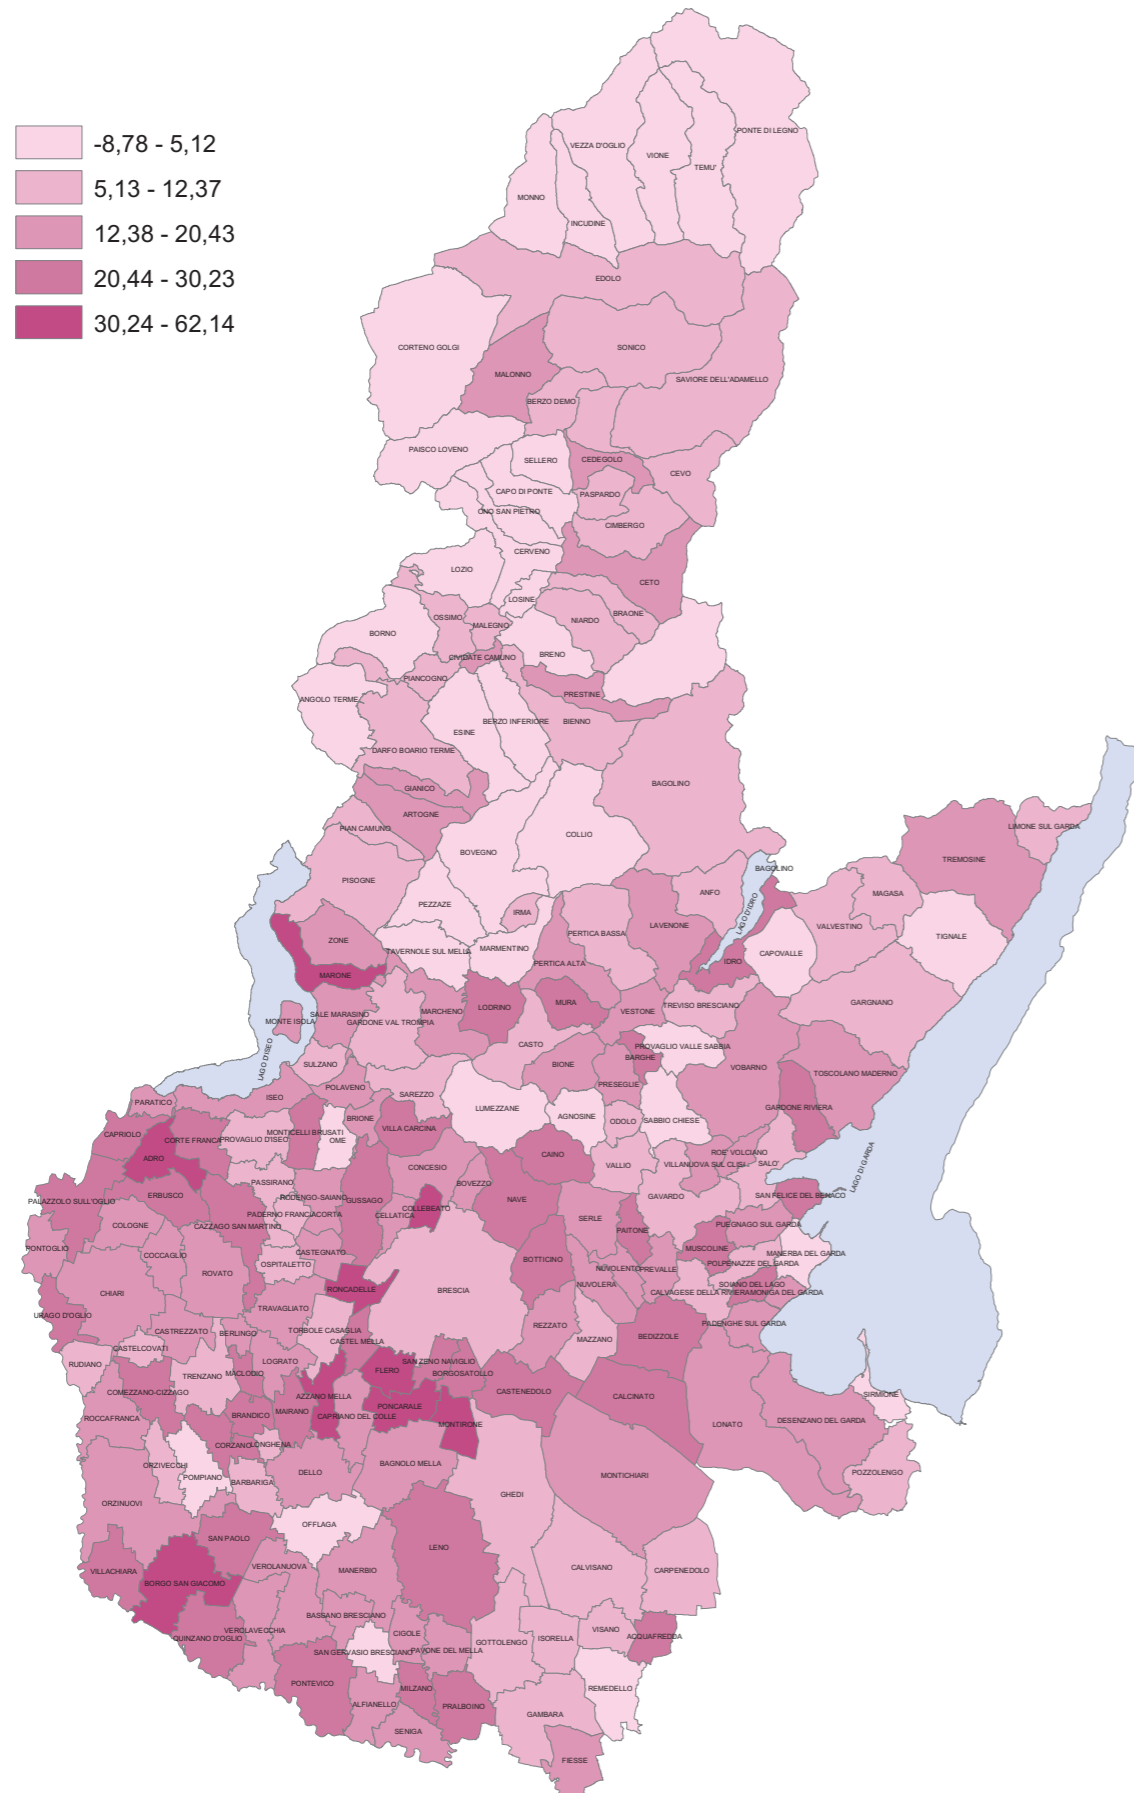 -8,78 - 5,12
5,13 - 12,37
12,38 - 20,43
20,44 - 30,23
30,24 - 62,14
PONTE DI LEGNO
VEZZA D'OGLIO
VIONE
TEMU'
MONNO
INCUDINE
EDOLO
CORTENO GOLGI
SONICO
MALONNO
SAVIORE DELL'ADAMELLO
BERZO DEMO
PAISCO LOVENO
SELLERO
CEDEGOLO
CEVO
CAPO DI PONTE
PASPARDO
ONO SAN PIETRO
CIMBERGO
CERVENO
LOZIO
CETO
LOSINE
OSSIMO
MALEGNO
NIARDO
BRAONE
BORNO
CIVIDATE CAMUNO
BRENO
PIANCOGNO
PRESTINE
ANGOLO TERME
BERZO INFERIORE
BIENNO
ESINE
DARFO BOARIO TERME
GIANICO
BAGOLINO
ARTOGNE
PIAN CAMUNO
COLLIO
LIMONE SUL GARDA
BOVEGNO
TREMOSINE
BAGOLINO
PISOGNE
ANFO
MAGASA
PEZZAZE
IRMA
LAGO D'IDRO
VALVESTINO
LAVENONE
PERTICA BASSA
TIGNALE
ZONE
TAVERNOLE SUL MELLA
MARMENTINO
CAPOVALLE
PERTICA ALTA
IDRO
MARONE
MURA
LODRINO
TREVISO BRESCIANO
GARGNANO
SALE MARASINO
MARCHENO
VESTONE
MONTE ISOLA
GARDONE VAL TROMPIA
LAGO D'ISEO
CASTO
PROVAGLIO VALLE SABBIA
BARGHE
SULZANO
BIONE
VOBARNO
TOSCOLANO MADERNO
POLAVENO
PRESEGLIE
ISEO
SAREZZO
PARATICO
LUMEZZANE
AGNOSINE
ODOLO
SABBIO CHIESE
GARDONE RIVIERA
BRIONE
VILLA CARCINA
MONTICELLI BRUSATI
CAPRIOLO
CORTE FRANCA
PROVAGLIO D'ISEO
OME
ADRO
CAINO
ROE' VOLCIANO
VALLIO
VILLANUOVA SUL CLISI
SALO'
CONCESIO
LAGO DI GARDA
PASSIRANO
BOVEZZO
ERBUSCO
RODENGO-SAIANO
GUSSAGO
NAVE
GAVARDO
SAN FELICE DEL BENACO
PALAZZOLO SULL'OGLIO
COLLEBEATO
PADERNO FRANCIACORTA
CELLATICA
SERLE
PAITONE
PUEGNAGO SUL GARDA
COLOGNE
CAZZAGO SAN MARTINO
PONTOGLIO
CASTEGNATO
MUSCOLINE
MANERBA DEL GARDA
COCCAGLIO
OSPITALETTO
BOTTICINO
POLPENAZZE DEL GARDA
NUVOLENTO
PREVALLE
ROVATO
NUVOLERA
SOIANO DEL LAGO
CHIARI
RONCADELLE
BRESCIA
CALVAGESE DELLA RIVIERA
MONIGA DEL GARDA
TRAVAGLIATO
URAGO D'OGLIO
PADENGHE SUL GARDA
REZZATO
CASTREZZATO
BERLINGO
TORBOLE CASAGLIA
MAZZANO
BEDIZZOLE
CASTEL MELLA
CASTELCOVATI
RUDIANO
LOGRATO
SAN ZENO NAVIGLIO
FLERO
BORGOSATOLLO
TRENZANO
MACLODIO
COMEZZANO-CIZZAGO
CASTENEDOLO
SIRMIONE
AZZANO MELLA
CALCINATO
PONCARALE
MAIRANO
BRANDICO
CAPRIANO DEL COLLE
ROCCAFRANCA
MONTIRONE
LONATO
DESENZANO DEL GARDA
CORZANO
LONGHENA
ORZIVECCHI
BAGNOLO MELLA
POZZOLENGO
DELLO
POMPIANO
MONTICHIARI
BARBARIGA
GHEDI
ORZINUOVI
OFFLAGA
SAN PAOLO
LENO
VEROLANUOVA
MANERBIO
CALVISANO
CARPENEDOLO
VILLACHIARA
BORGO SAN GIACOMO
BASSANO BRESCIANO
VEROLAVECCHIA
VISANO
CIGOLE
QUINZANO D'OGLIO
ISORELLA
ACQUAFREDDA
GOTTOLENGO
PAVONE DEL MELLA
SAN GERVASIO BRESCIANO
PONTEVICO
MILZANO
REMEDELLO
ALFIANELLO
PRALBOINO
GAMBARA
SENIGA
FIESSE